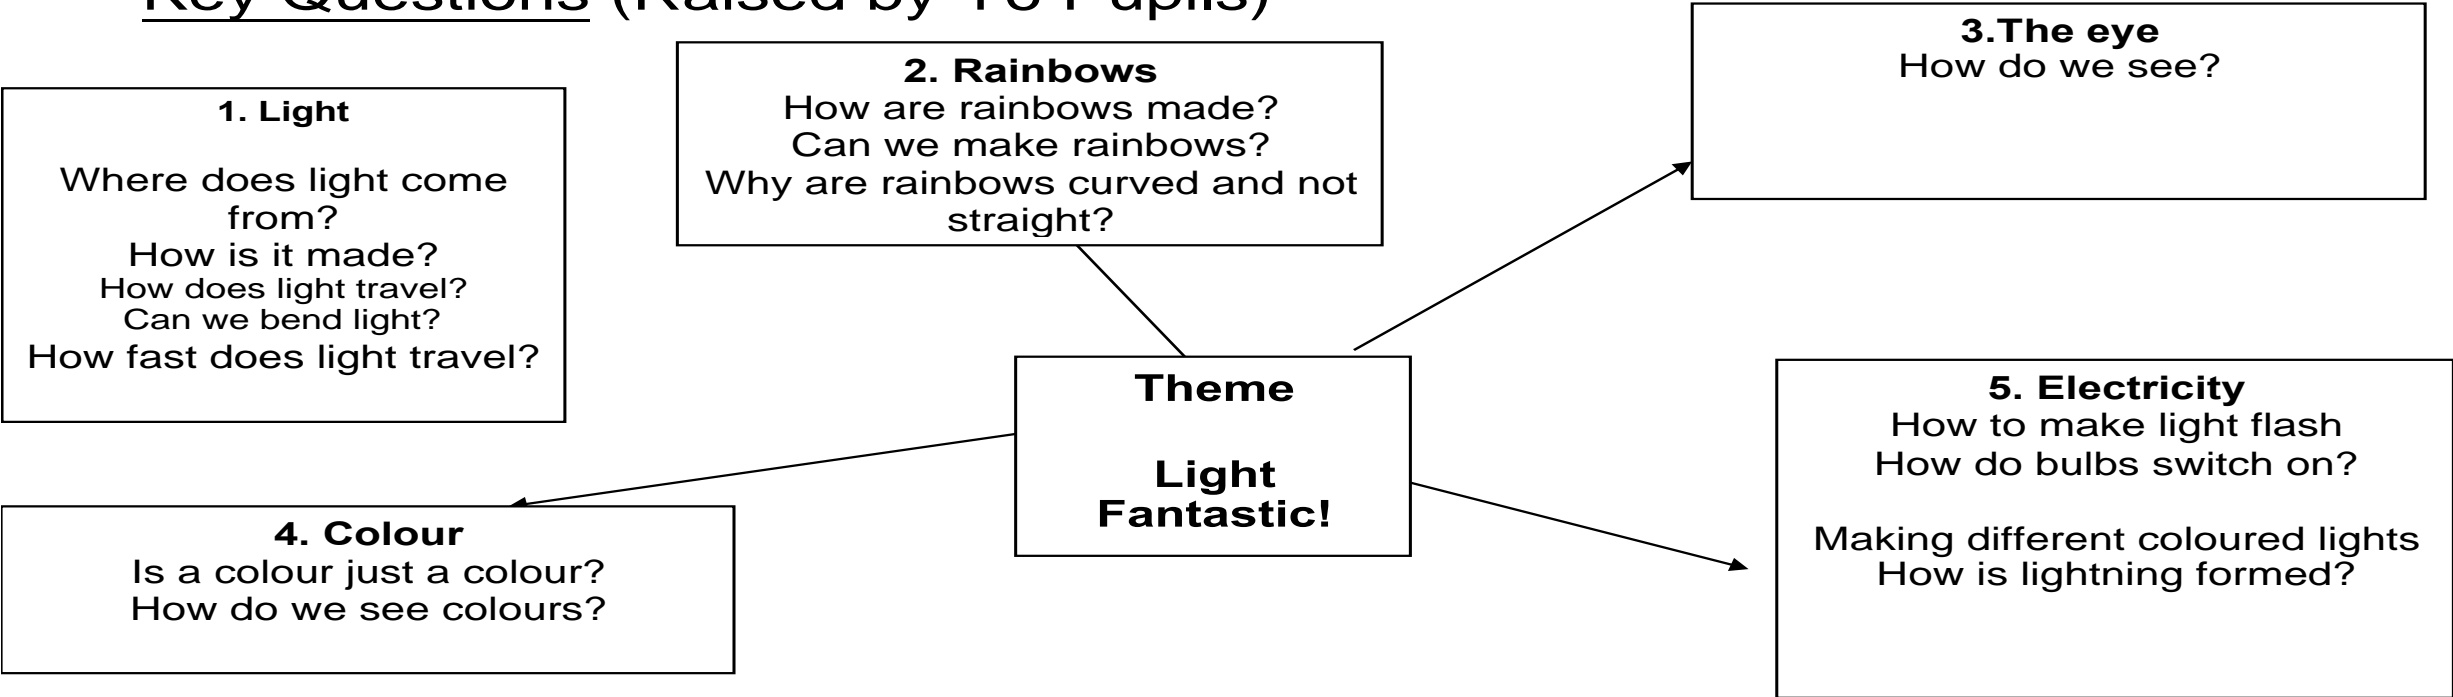 Key Questions (Raised by Y6 Pupils)
1. Light
Where does light come
from?
How is it made?
How does light travel?
Can we bend light?
How fast does light travel?
2. Rainbows
How are rainbows made?
Can we make rainbows?
Why are rainbows curved and not
straight?
3.The eye
How do we see?
Theme
Light
Fantastic!
4. Colour
Is a colour just a colour?
How do we see colours?
5. Electricity
How to make light flash
How do bulbs switch on?
Making different coloured lights
How is lightning formed?